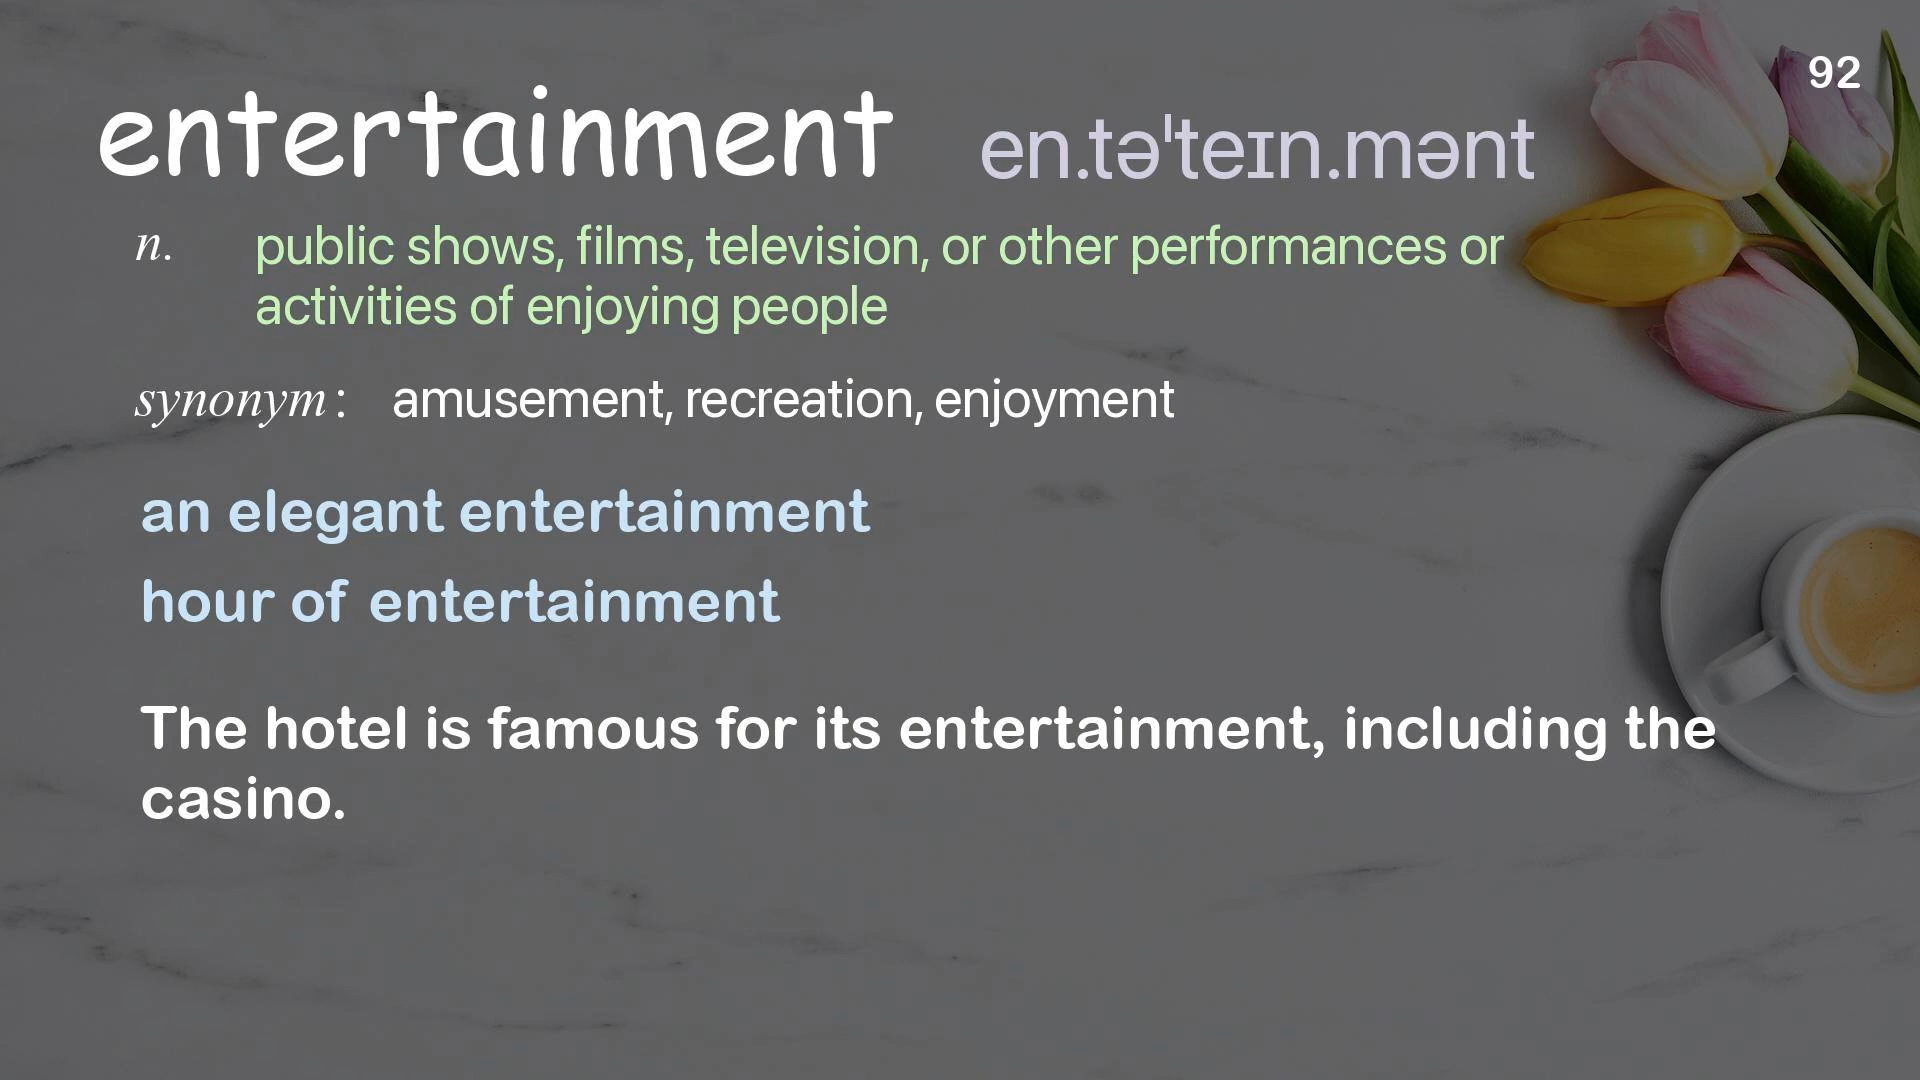 92
entertainment en.təˈteɪn.mənt
n. public shows, films, television, or other performances or
activities of enjoying people
synonym : amusement, recreation, enjoyment
an elegant entertainment
hour of entertainment
The hotel is famous for its entertainment, including the
casino.